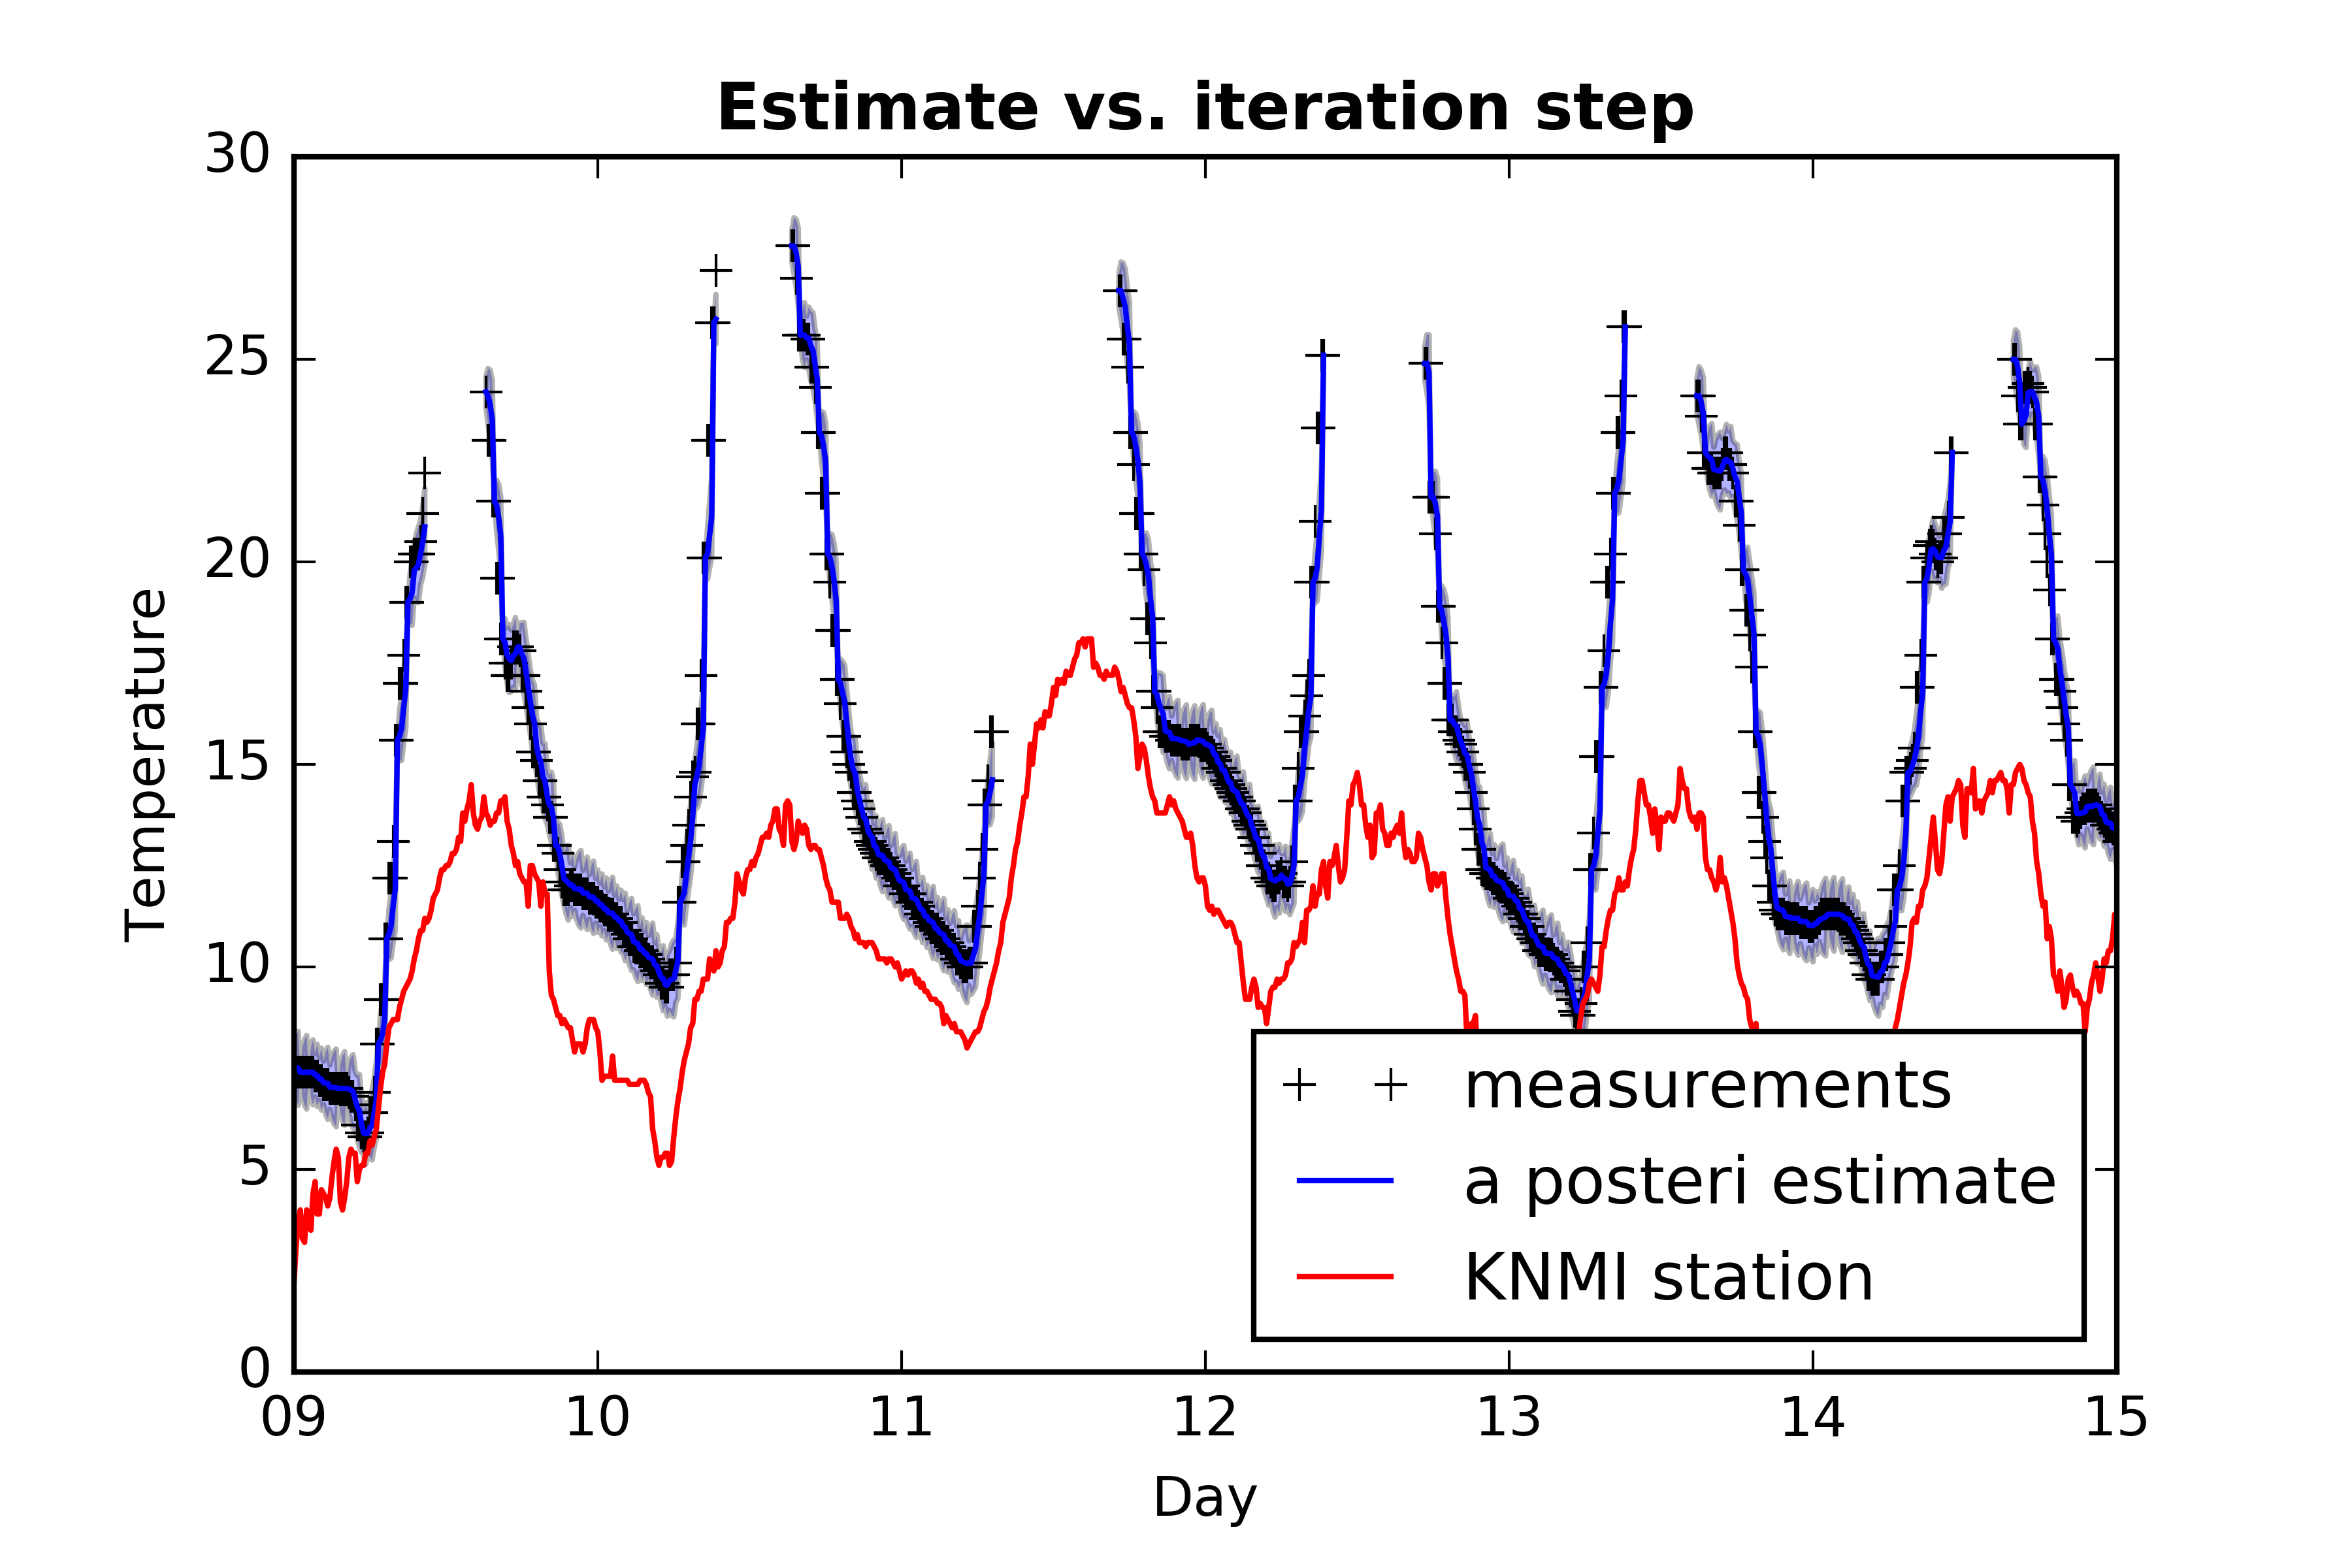 Estimate vs. iteration step
30
25
20
15
10
5
0
Temperature
09 10 11 12 13 14 15
Day
measurements
a posteri estimate
KNMI station